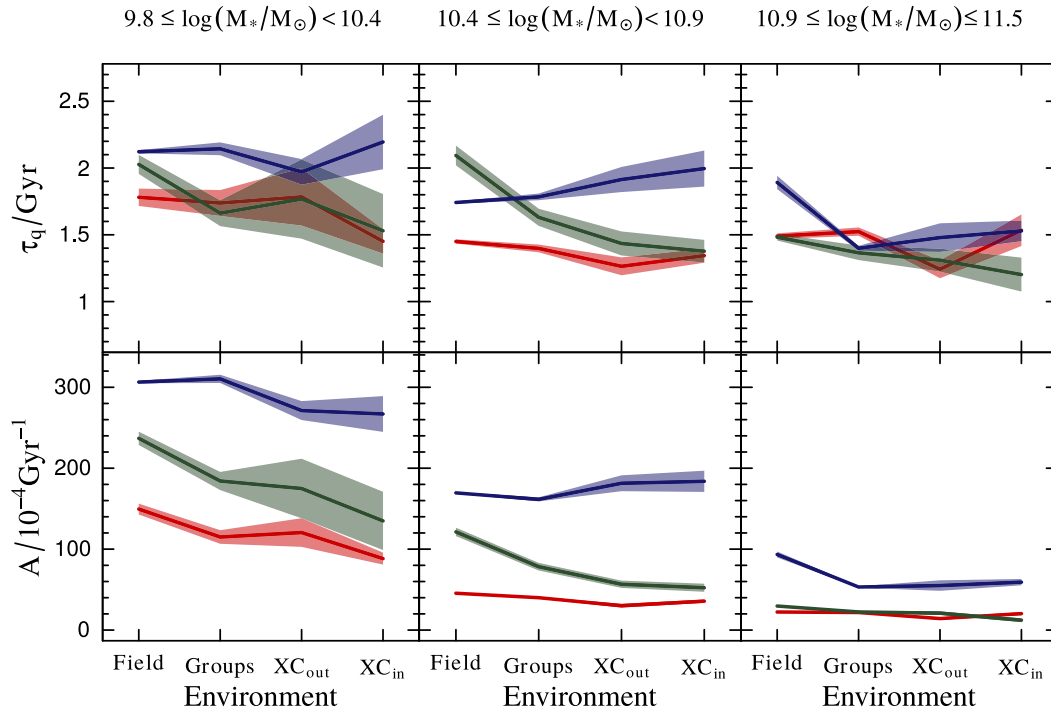 9.8 ≤ log(M*/M⊙) < 10.4 10.4 ≤ log(M*/M⊙) < 10.9 10.9 ≤ log(M*/M⊙) ≤ 11.5
τq/Gyr
2.5
2
1.5
1
A/10⁻⁴Gyr⁻¹
300
200
100
0
Field Groups XCout XCin Field Groups XCout XCin Field Groups XCout XCin
Environment Environment Environment